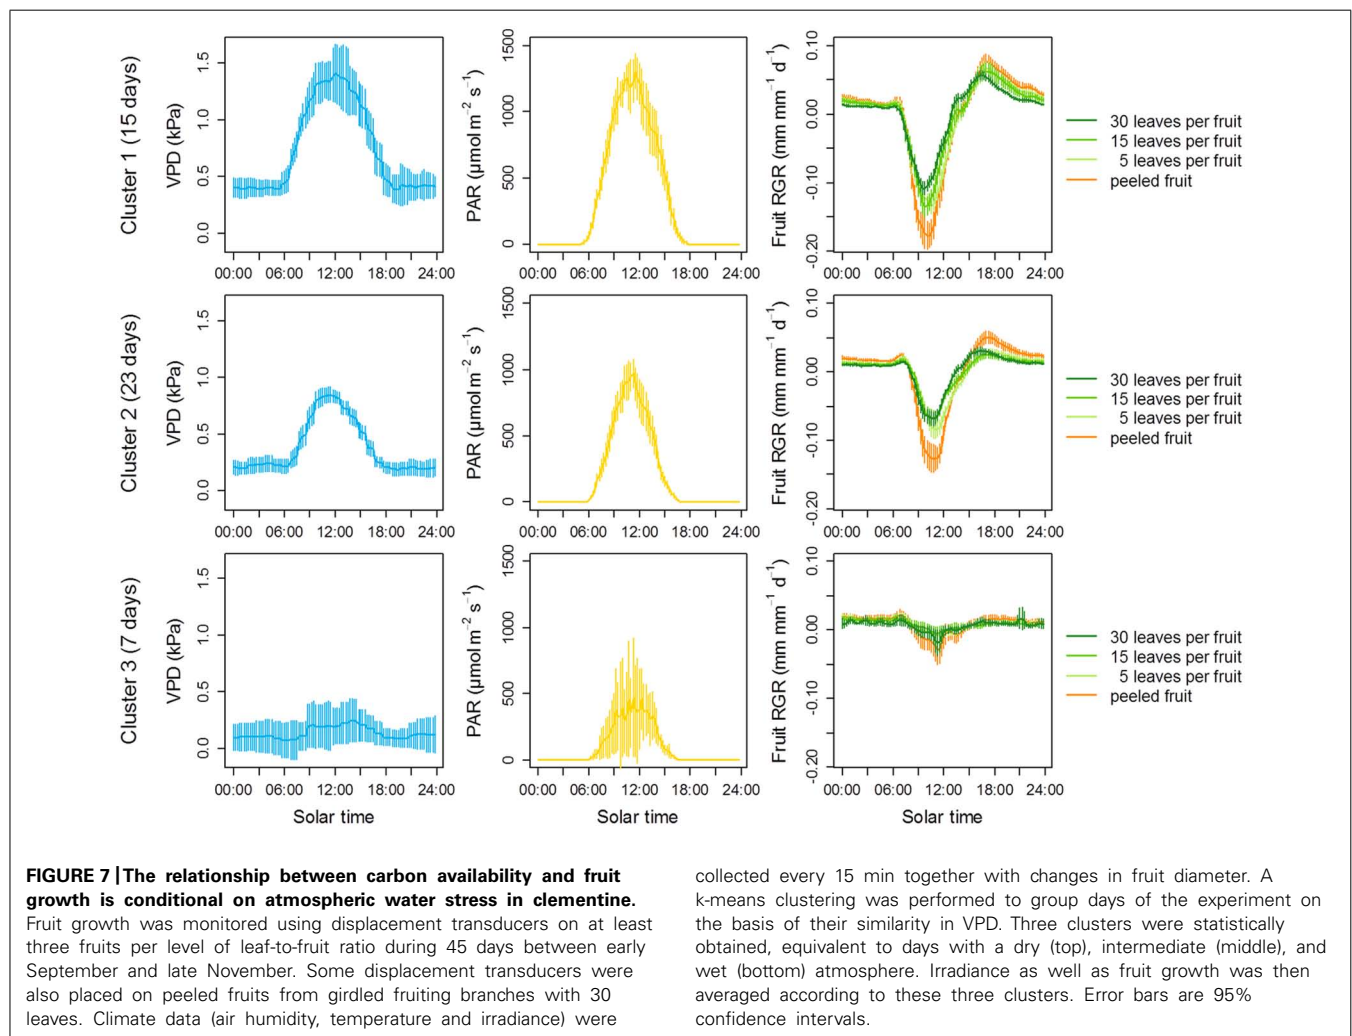 Cluster 1 (15 days)
VPD (kPa)
1.5
1.0
0.5
0.0
00:00 06:00 12:00 18:00 24:00
PAR (µmol m⁻² s⁻¹)
1500
1000
500
0
00:00 06:00 12:00 18:00 24:00
Fruit RGR (mm mm⁻¹ d⁻¹)
0.10
0.00
-0.10
-0.20
00:00 06:00 12:00 18:00 24:00
30 leaves per fruit
15 leaves per fruit
5 leaves per fruit
peeled fruit
Cluster 2 (23 days)
VPD (kPa)
1.5
1.0
0.5
0.0
00:00 06:00 12:00 18:00 24:00
PAR (µmol m⁻² s⁻¹)
1500
1000
500
0
00:00 06:00 12:00 18:00 24:00
Fruit RGR (mm mm⁻¹ d⁻¹)
0.10
0.00
-0.10
-0.20
00:00 06:00 12:00 18:00 24:00
30 leaves per fruit
15 leaves per fruit
5 leaves per fruit
peeled fruit
Cluster 3 (7 days)
VPD (kPa)
1.5
1.0
0.5
0.0
00:00 06:00 12:00 18:00 24:00
Solar time
PAR (µmol m⁻² s⁻¹)
1500
1000
500
0
00:00 06:00 12:00 18:00 24:00
Solar time
Fruit RGR (mm mm⁻¹ d⁻¹)
0.10
0.00
-0.10
-0.20
00:00 06:00 12:00 18:00 24:00
Solar time
30 leaves per fruit
15 leaves per fruit
5 leaves per fruit
peeled fruit
FIGURE 7 | The relationship between carbon availability and fruit
growth is conditional on atmospheric water stress in clementine.
Fruit growth was monitored using displacement transducers on at least
three fruits per level of leaf-to-fruit ratio during 45 days between early
September and late November. Some displacement transducers were
also placed on peeled fruits from girdled fruiting branches with 30
leaves. Climate data (air humidity, temperature and irradiance) were
collected every 15 min together with changes in fruit diameter. A
k-means clustering was performed to group days of the experiment on
the basis of their similarity in VPD. Three clusters were statistically
obtained, equivalent to days with a dry (top), intermediate (middle), and
wet (bottom) atmosphere. Irradiance as well as fruit growth was then
averaged according to these three clusters. Error bars are 95%
confidence intervals.